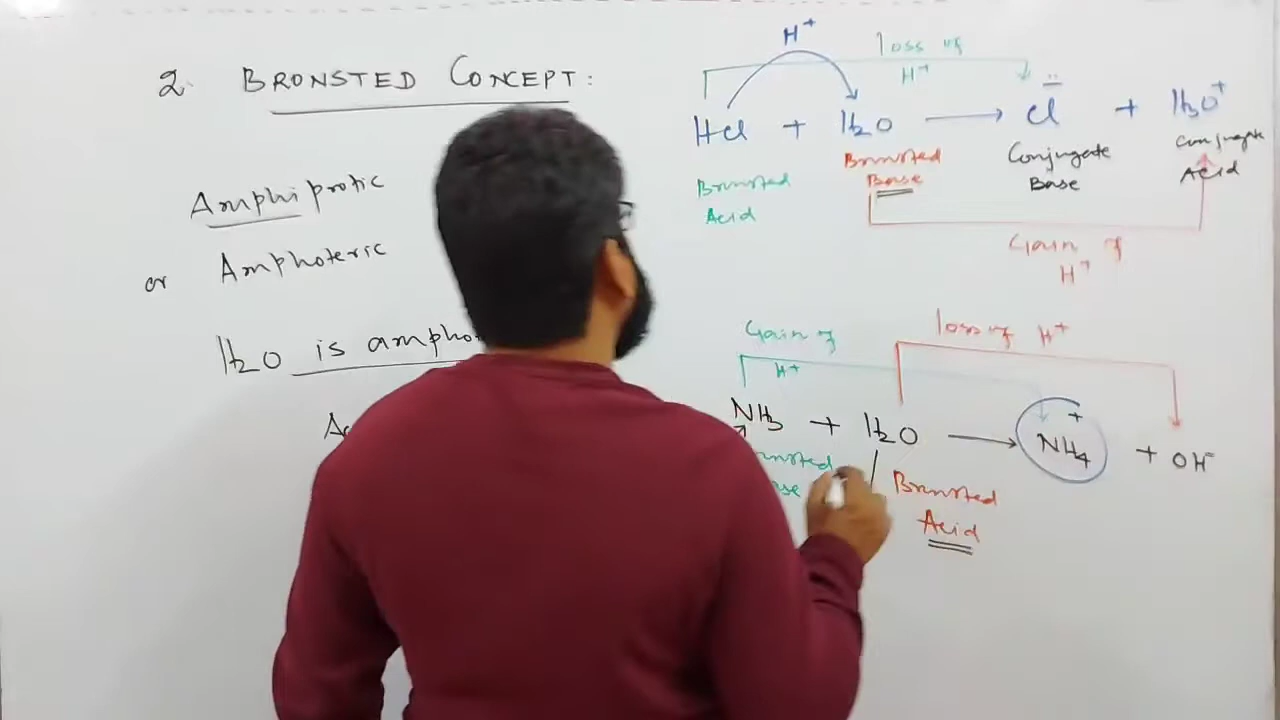 2. BRONSTED CONCEPT:
Amphiprotic
or Amphoteric
H2O is ampho
H+
loss of
H+
HCl + H2O → Cl⁻ + H3O+
Bronsted
Acid
Bronsted
Base
Conjugate
Base
Conjugate
Acid
Gain of
H+
Gain of
H+
loss of H+
NH3 + H2O → NH4+ + OH-
Bronsted
Acid